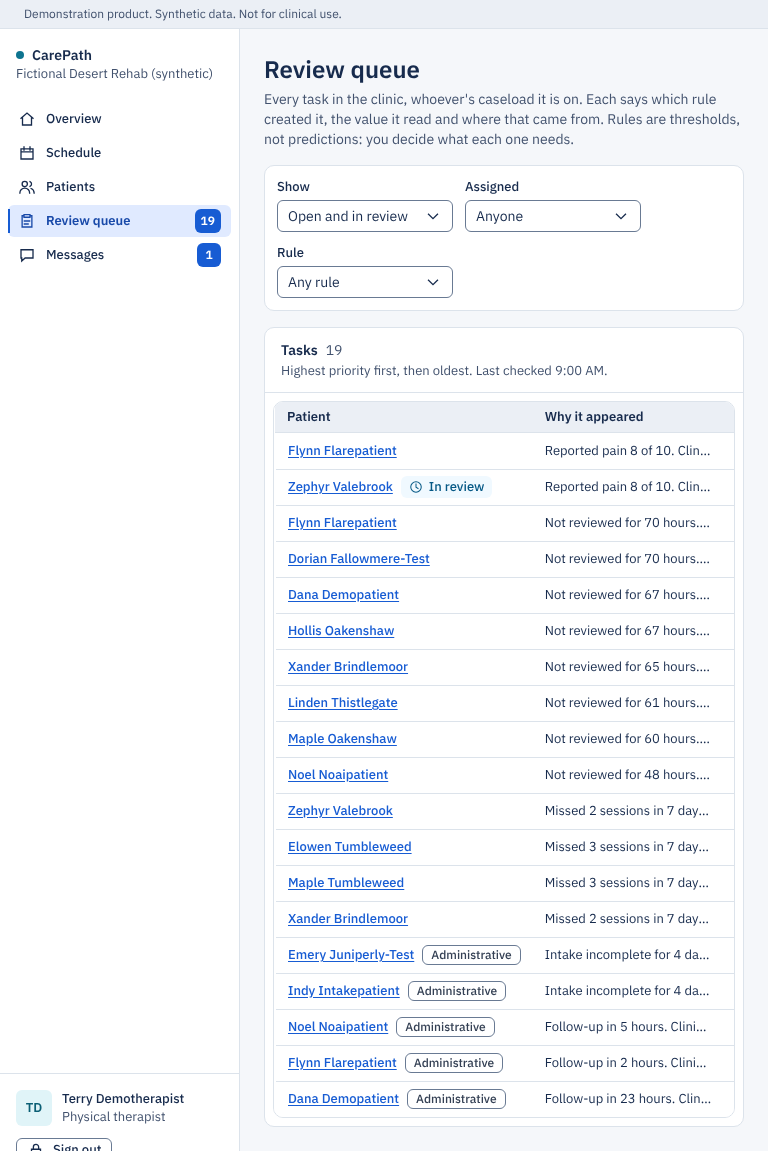 Demonstration product. Synthetic data. Not for clinical use.
CarePath
Fictional Desert Rehab (synthetic)
Overview
Schedule
Patients
Review queue 19
Messages 1
Terry Demotherapist
TD
Physical therapist
Sign out
Review queue
Every task in the clinic, whoever's caseload it is on. Each says which rule
created it, the value it read and where that came from. Rules are thresholds,
not predictions: you decide what each one needs.
Show Assigned
Open and in review Anyone
Rule
Any rule
Tasks 19
Highest priority first, then oldest. Last checked 9:00 AM.
Patient Why it appeared
Flynn Flarepatient Reported pain 8 of 10. Clin...
Zephyr Valebrook In review Reported pain 8 of 10. Clin...
Flynn Flarepatient Not reviewed for 70 hours....
Dorian Fallowmere-Test Not reviewed for 70 hours....
Dana Demopatient Not reviewed for 67 hours....
Hollis Oakenshaw Not reviewed for 67 hours....
Xander Brindlemoor Not reviewed for 65 hours....
Linden Thistlegate Not reviewed for 61 hours....
Maple Oakenshaw Not reviewed for 60 hours....
Noel Noaipatient Not reviewed for 48 hours....
Zephyr Valebrook Missed 2 sessions in 7 day...
Elowen Tumbleweed Missed 3 sessions in 7 day...
Maple Tumbleweed Missed 3 sessions in 7 day...
Xander Brindlemoor Missed 2 sessions in 7 day...
Emery Juniperly-Test Administrative Intake incomplete for 4 da...
Indy Intakepatient Administrative Intake incomplete for 4 da...
Noel Noaipatient Administrative Follow-up in 5 hours. Clini...
Flynn Flarepatient Administrative Follow-up in 2 hours. Clini...
Dana Demopatient Administrative Follow-up in 23 hours. Clin...